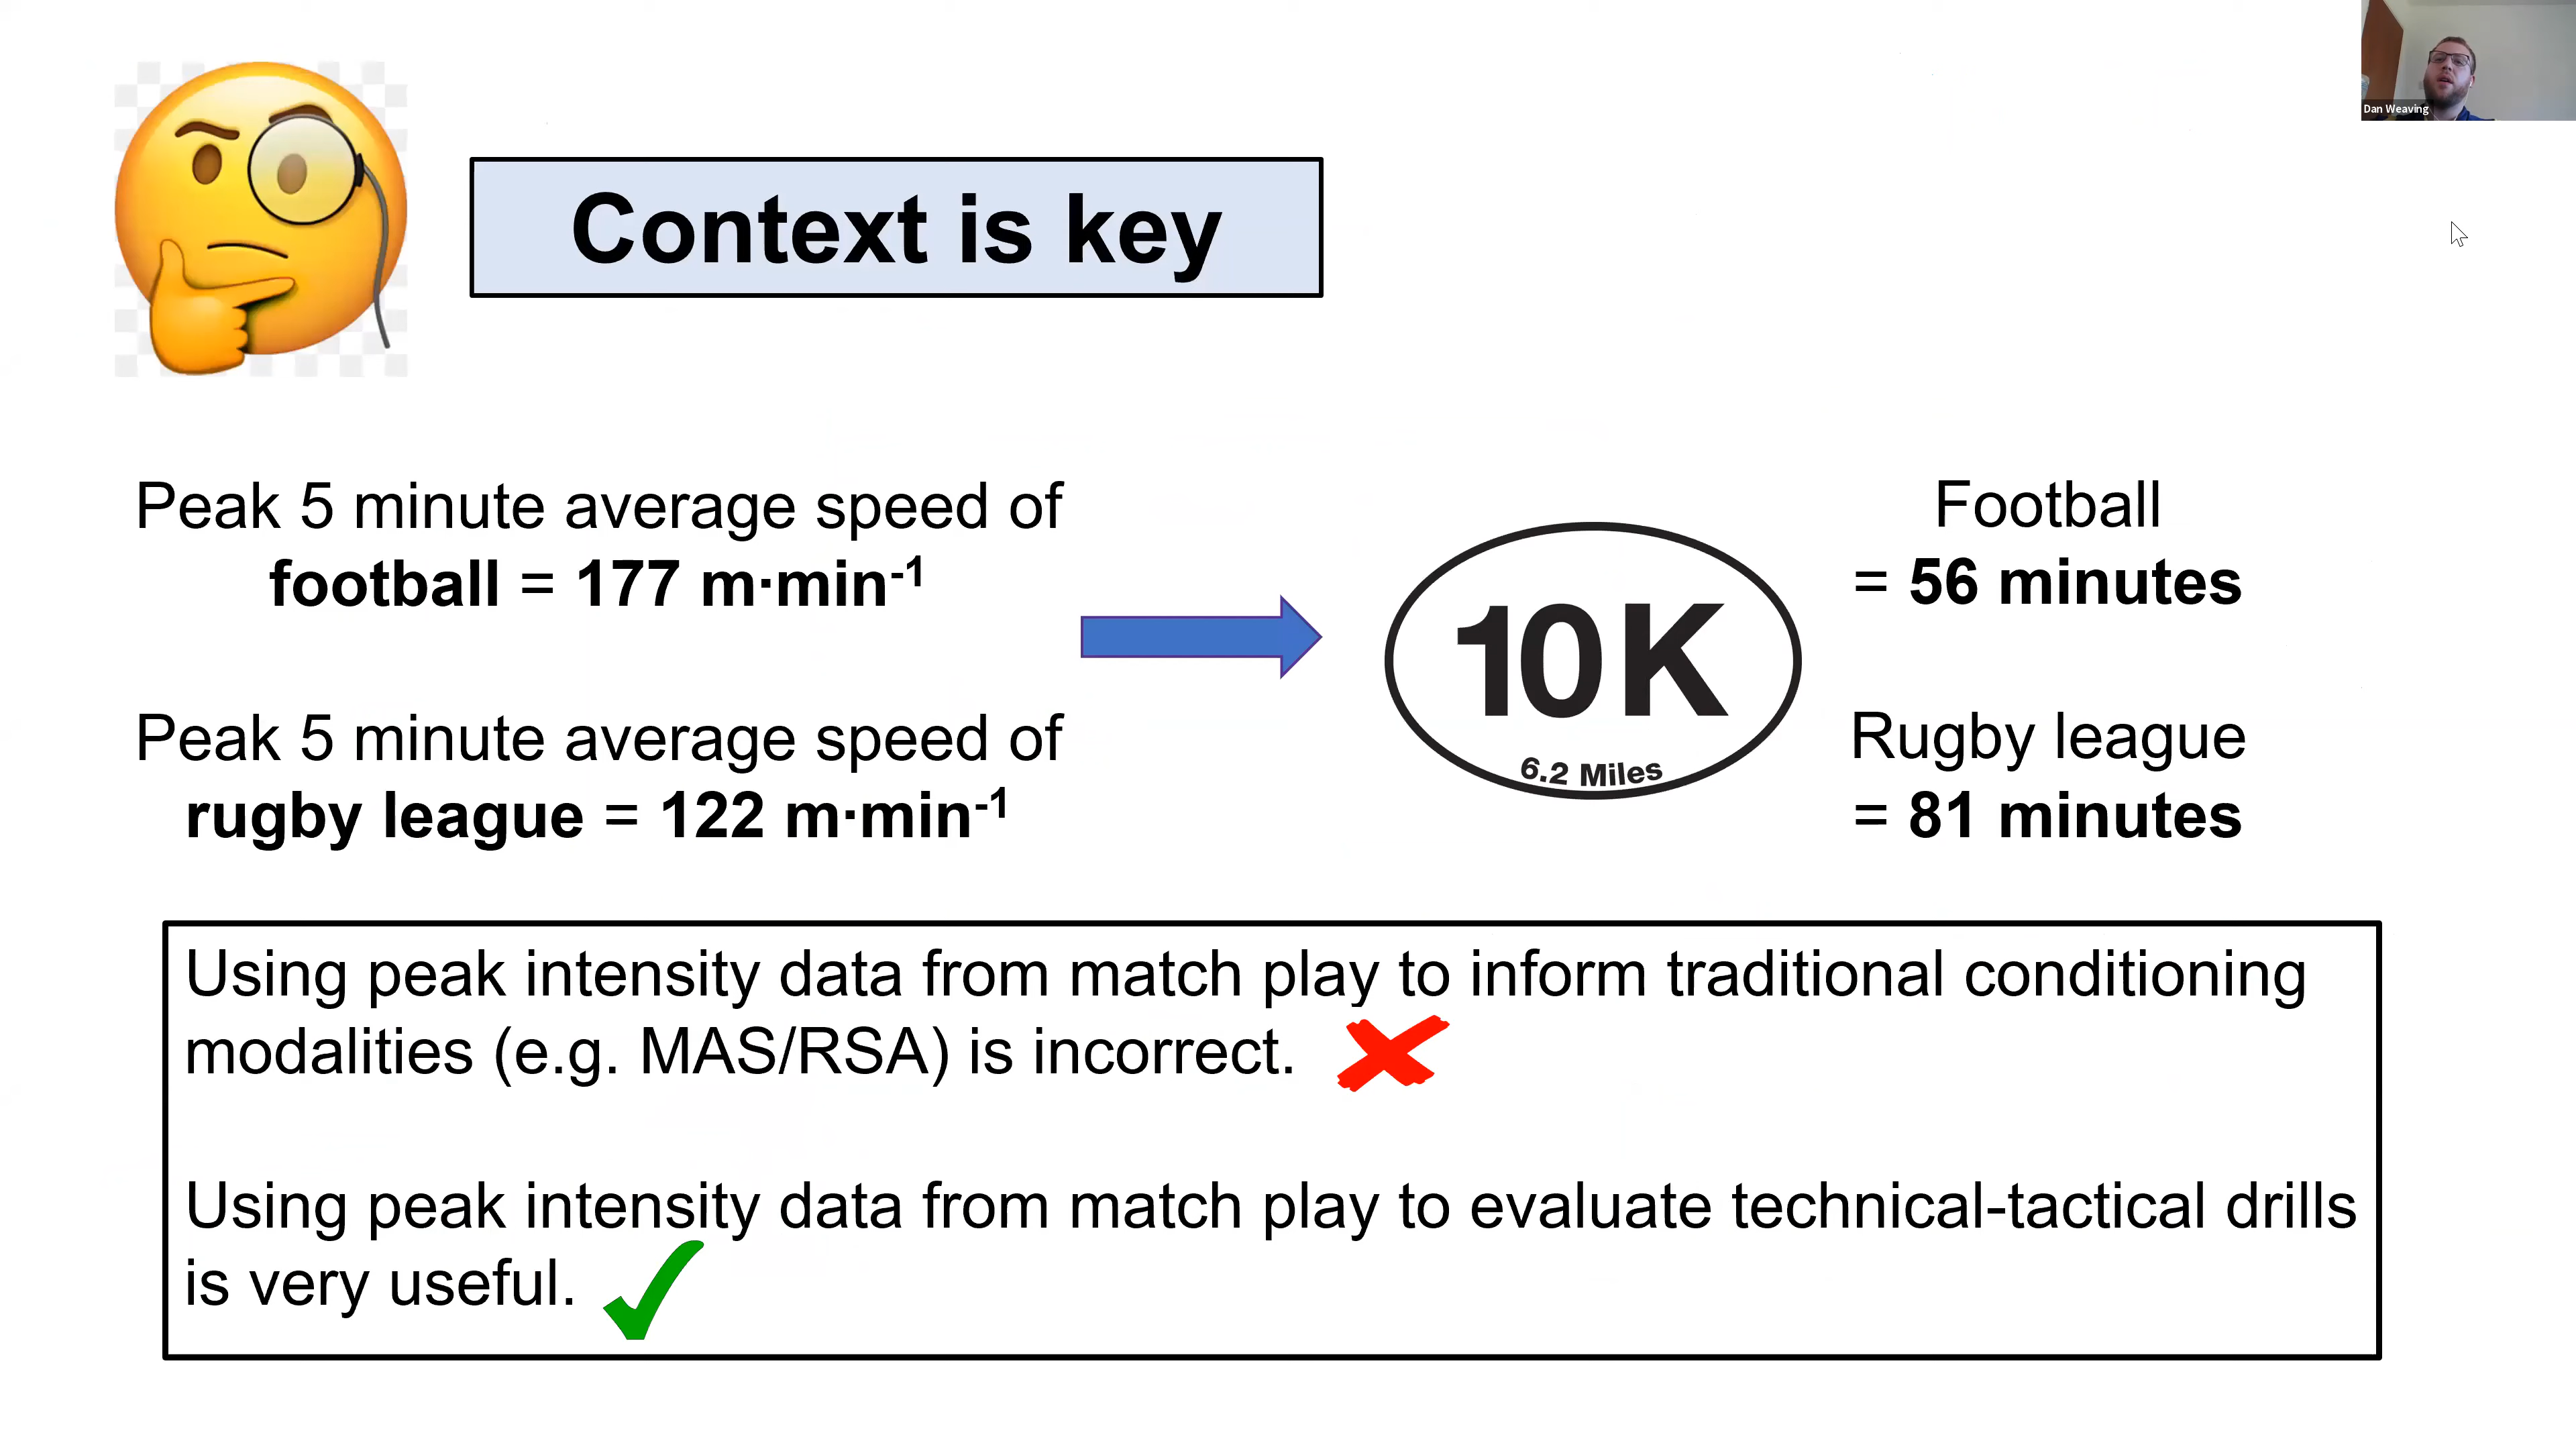 Dan Weaving
Context is key
Peak 5 minute average speed of
football = 177 m·min⁻¹
Peak 5 minute average speed of
rugby league = 122 m·min⁻¹
10K
6.2 Miles
Football
= 56 minutes
Rugby league
= 81 minutes
Using peak intensity data from match play to inform traditional conditioning
modalities (e.g. MAS/RSA) is incorrect.
Using peak intensity data from match play to evaluate technical-tactical drills
is very useful.